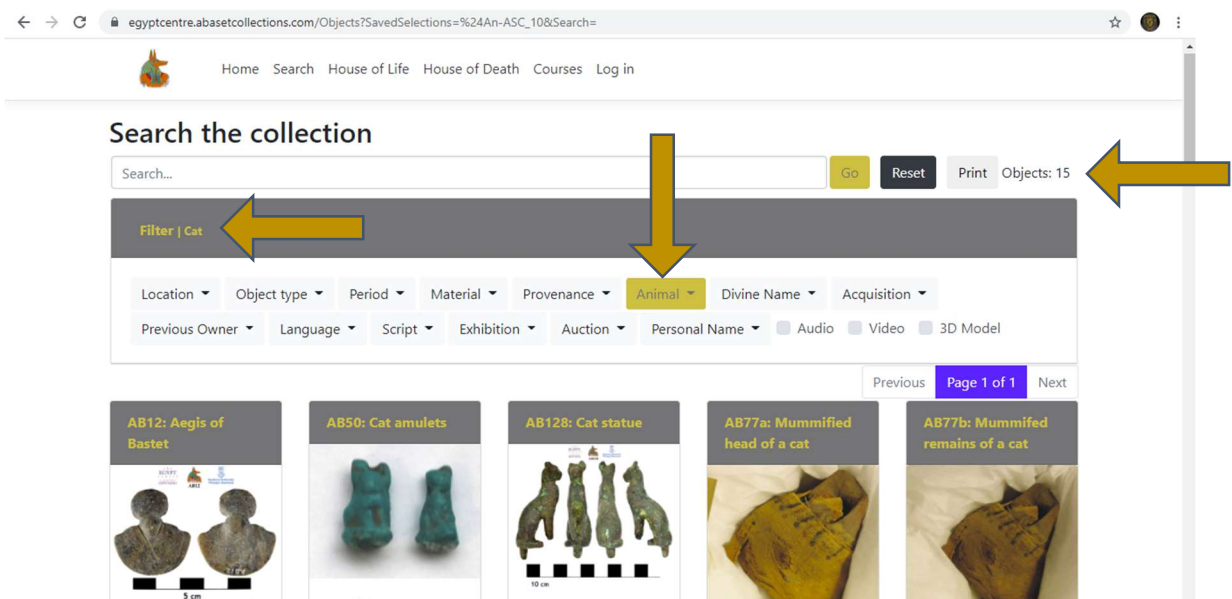 egyptcentre.abasetcollections.com/Objects?SavedSelections=%24An-ASC_10&Search=
Home Search House of Life House of Death Courses Log in
Search the collection
Search... Go Reset Print Objects: 15
Filter | Cat
Location Object type Period Material Provenance Animal Divine Name Acquisition
Previous Owner Language Script Exhibition Auction Personal Name Audio Video 3D Model
Previous Page 1 of 1 Next
AB12: Aegis of
Bastet
AB50: Cat amulets
AB128: Cat statue
AB77a: Mummified
head of a cat
AB77b: Mummifed
remains of a cat
AB12
5 cm
10 cm